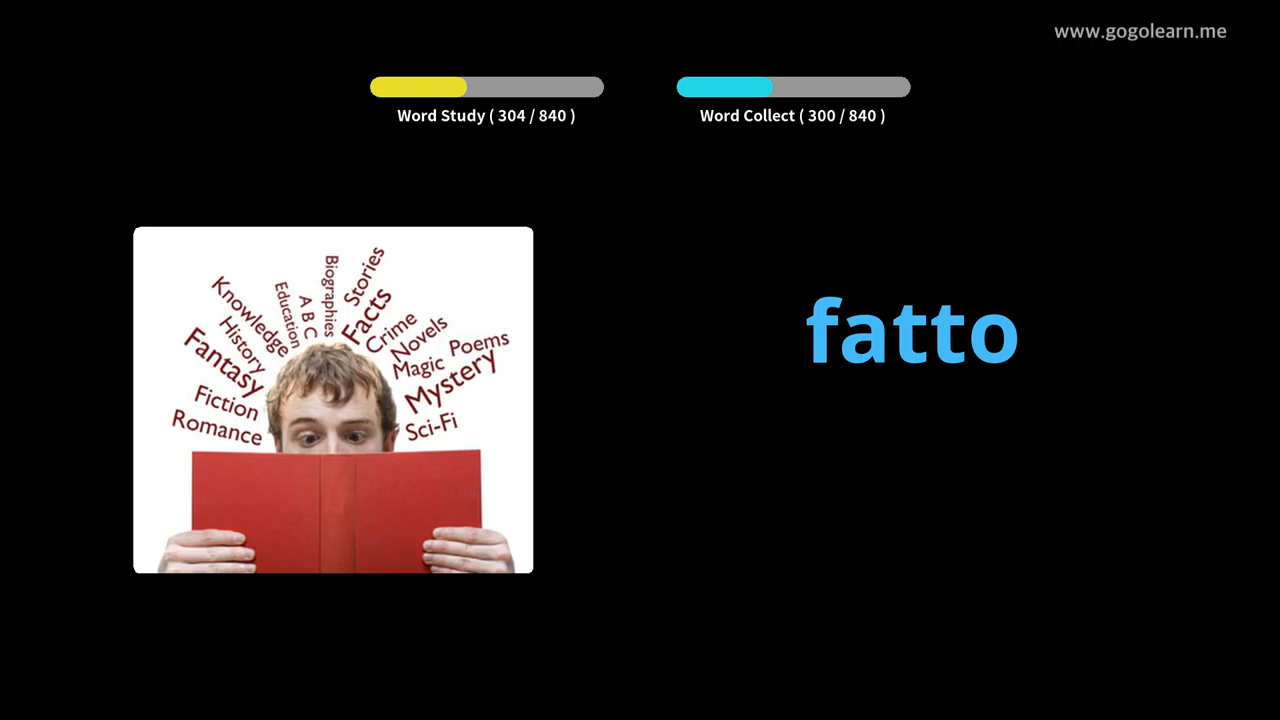 www.gogolearn.me
Word Study ( 304 / 840 )
Word Collect ( 300 / 840 )
Romance
Fiction
Fantasy
History
Knowledge
Education
A B C
Biographies
Stories
Facts
Crime
Novels
Magic
Poems
Mystery
Sci-Fi
fatto